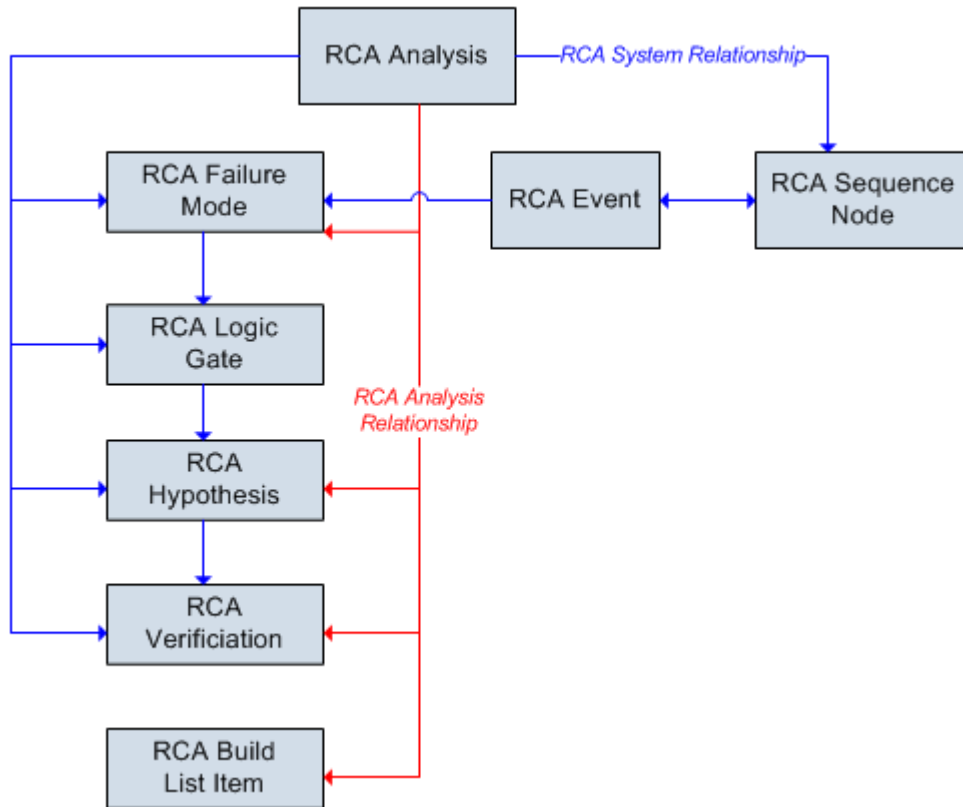 RCA Analysis
RCA System Relationship
RCA Failure
Mode
RCA Event
RCA Sequence
Node
RCA Logic
Gate
RCA Analysis
Relationship
RCA
Hypothesis
RCA
Verificiation
RCA Build
List Item